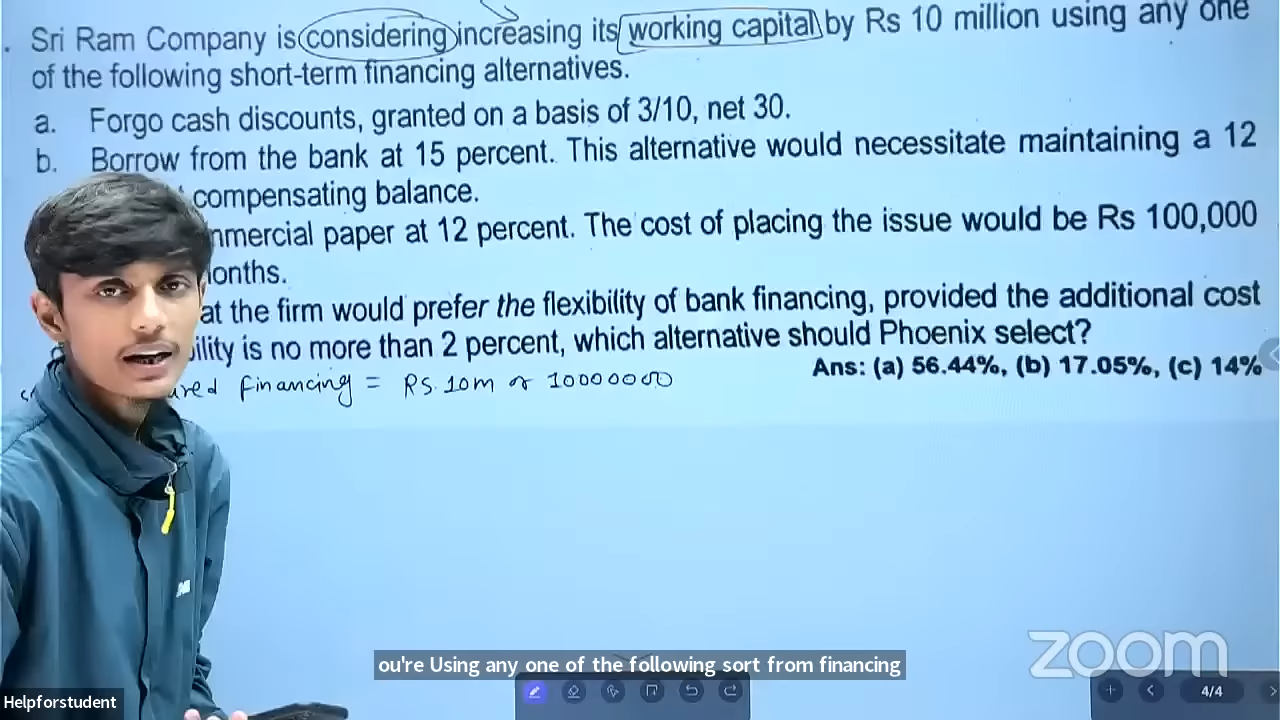 . Sri Ram Company is considering increasing its working capital by Rs 10 million using any one
of the following short-term financing alternatives.
a. Forgo cash discounts, granted on a basis of 3/10, net 30.
b. Borrow from the bank at 15 percent. This alternative would necessitate maintaining a 12
compensating balance.
mmercial paper at 12 percent. The cost of placing the issue would be Rs 100,000
onths.
at the firm would prefer the flexibility of bank financing, provided the additional cost
ility is no more than 2 percent, which alternative should Phoenix select?
Ans: (a) 56.44%, (b) 17.05%, (c) 14%
red financing = Rs. 10m or 10000000
ou're Using any one of the following sort from financing
zoom
Helpforstudent
4/4